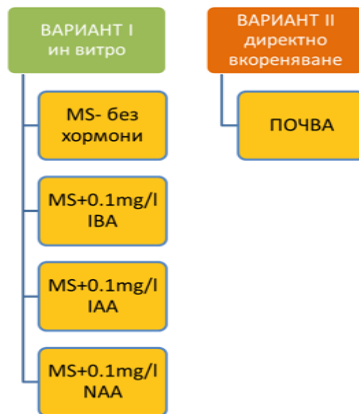 ВАРИАНТ I
ин витро
MS- без
хормони
MS+0.1mg/l
IBA
MS+0.1mg/l
IAA
MS+0.1mg/l
NAA
ВАРИАНТ II
директно
вкореняване
ПОЧВА